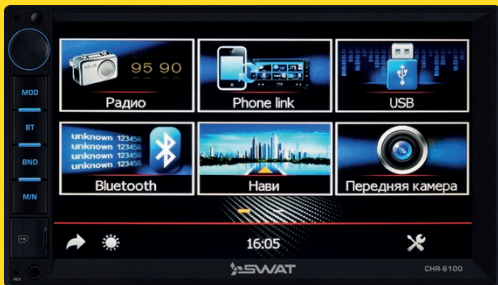 MOD
BT
BND
M/N
95 90
Радио
Phone link
USB
unknown 123456
unknown 123456
unknown 123456
unknown 123456
Bluetooth
Нави
Передняя камера
16:05
SWAT
CHR-6100